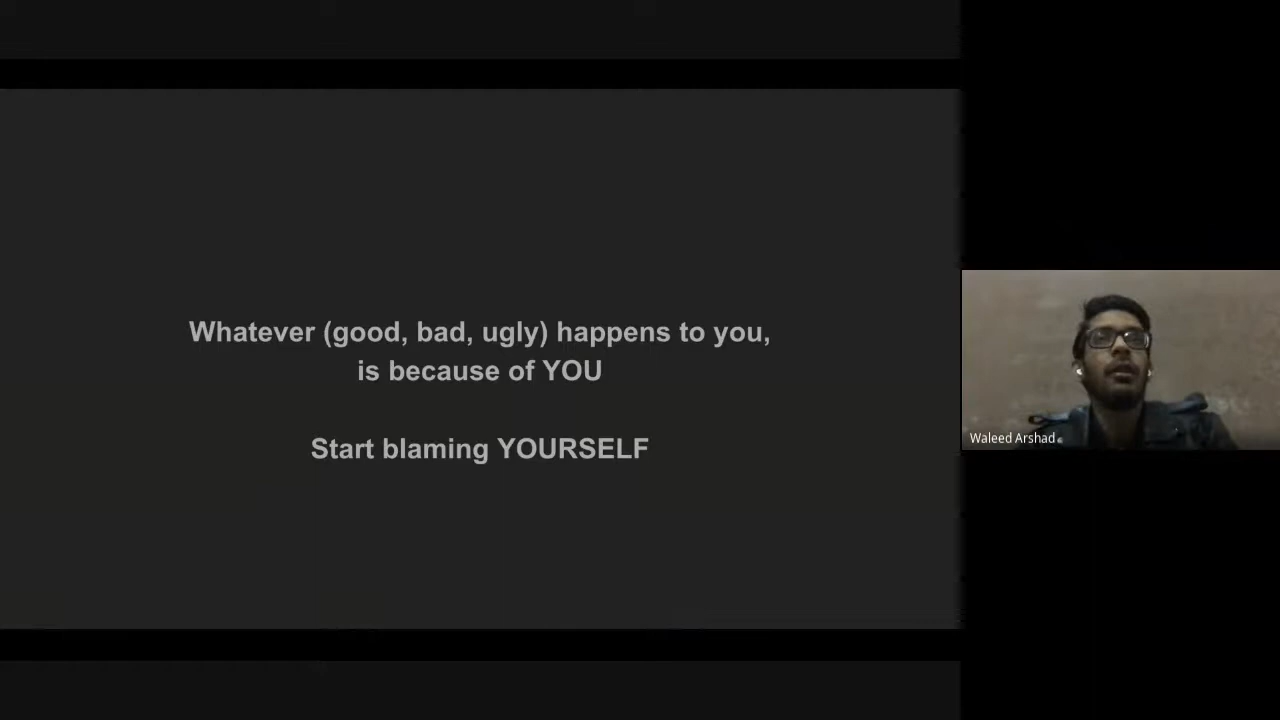 Whatever (good, bad, ugly) happens to you,
is because of YOU
Start blaming YOURSELF
Waleed Arshad